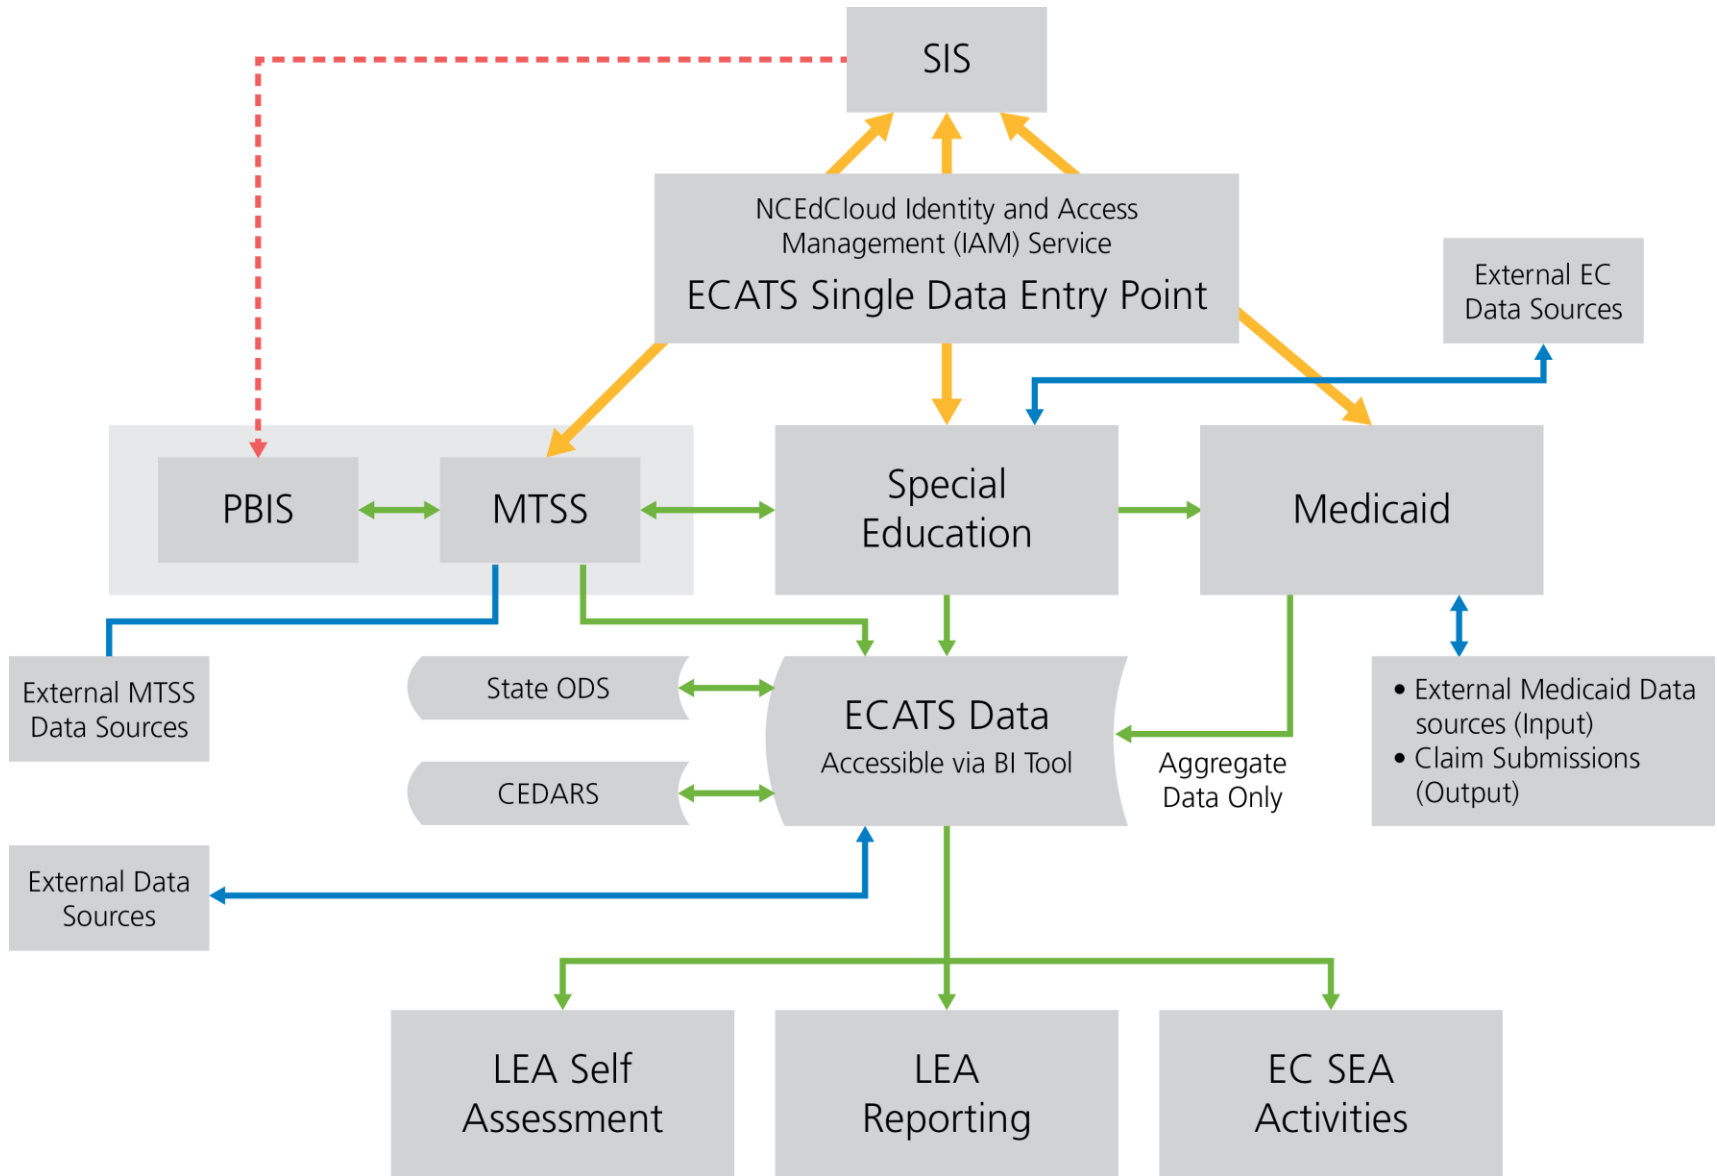 SIS
NCEdCloud Identity and Access
Management (IAM) Service
ECATS Single Data Entry Point
External EC
Data Sources
PBIS
MTSS
Special
Education
Medicaid
External MTSS
Data Sources
State ODS
CEDARS
ECATS Data
Accessible via BI Tool
Aggregate
Data Only
• External Medicaid Data
sources (Input)
• Claim Submissions
(Output)
External Data
Sources
LEA Self
Assessment
LEA
Reporting
EC SEA
Activities